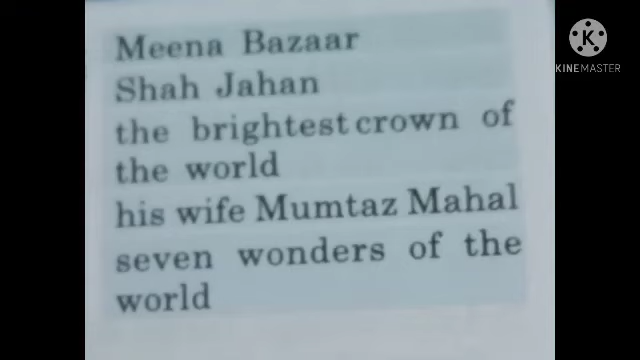 Meena Bazaar
Shah Jahan
the brightest crown of
the world
his wife Mumtaz Mahal
seven wonders of the
world
KINEMASTER